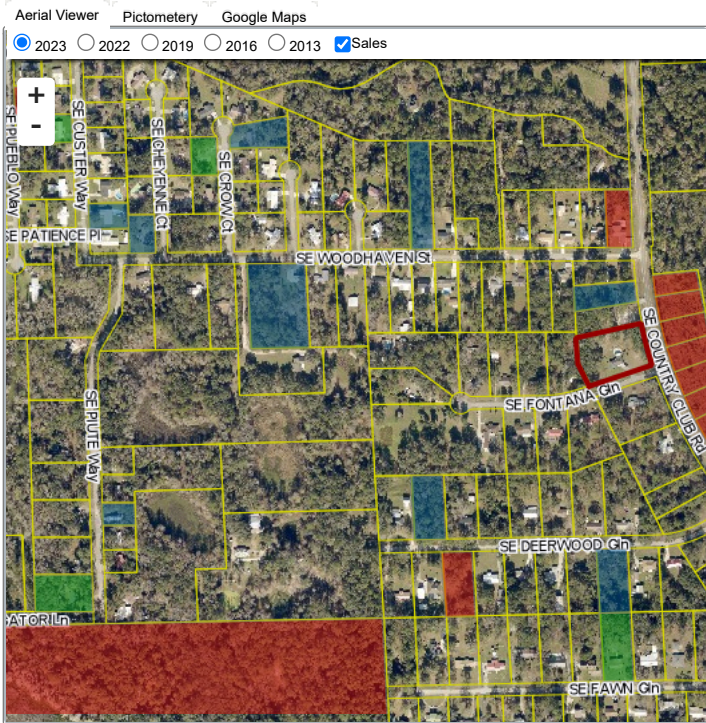 Aerial Viewer Pictometery Google Maps
2023 2022 2019 2016 2013 Sales
+
-
SE PUEBLO Way
SE CUSTER Way
SE CHEYENNE Ct
SE CROW Ct
SE PATIENCE Pl
SE WOODHAVEN St
SE COUNTRY CLUB Rd
SE FONTANA Gln
SE PIUTE Way
SE DEERWOOD Gln
GATOR Ln
SE FAWN Gln